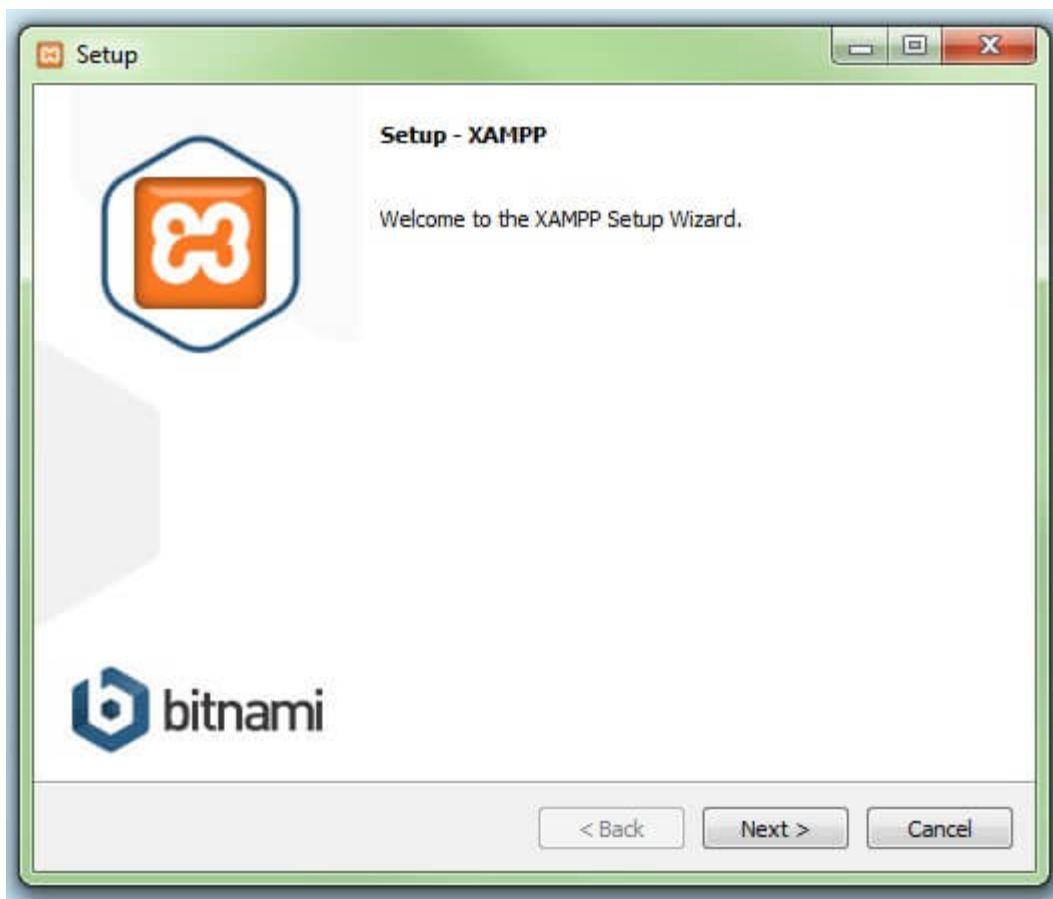 Setup
Setup - XAMPP
Welcome to the XAMPP Setup Wizard.
bitnami
< Back
Next >
Cancel